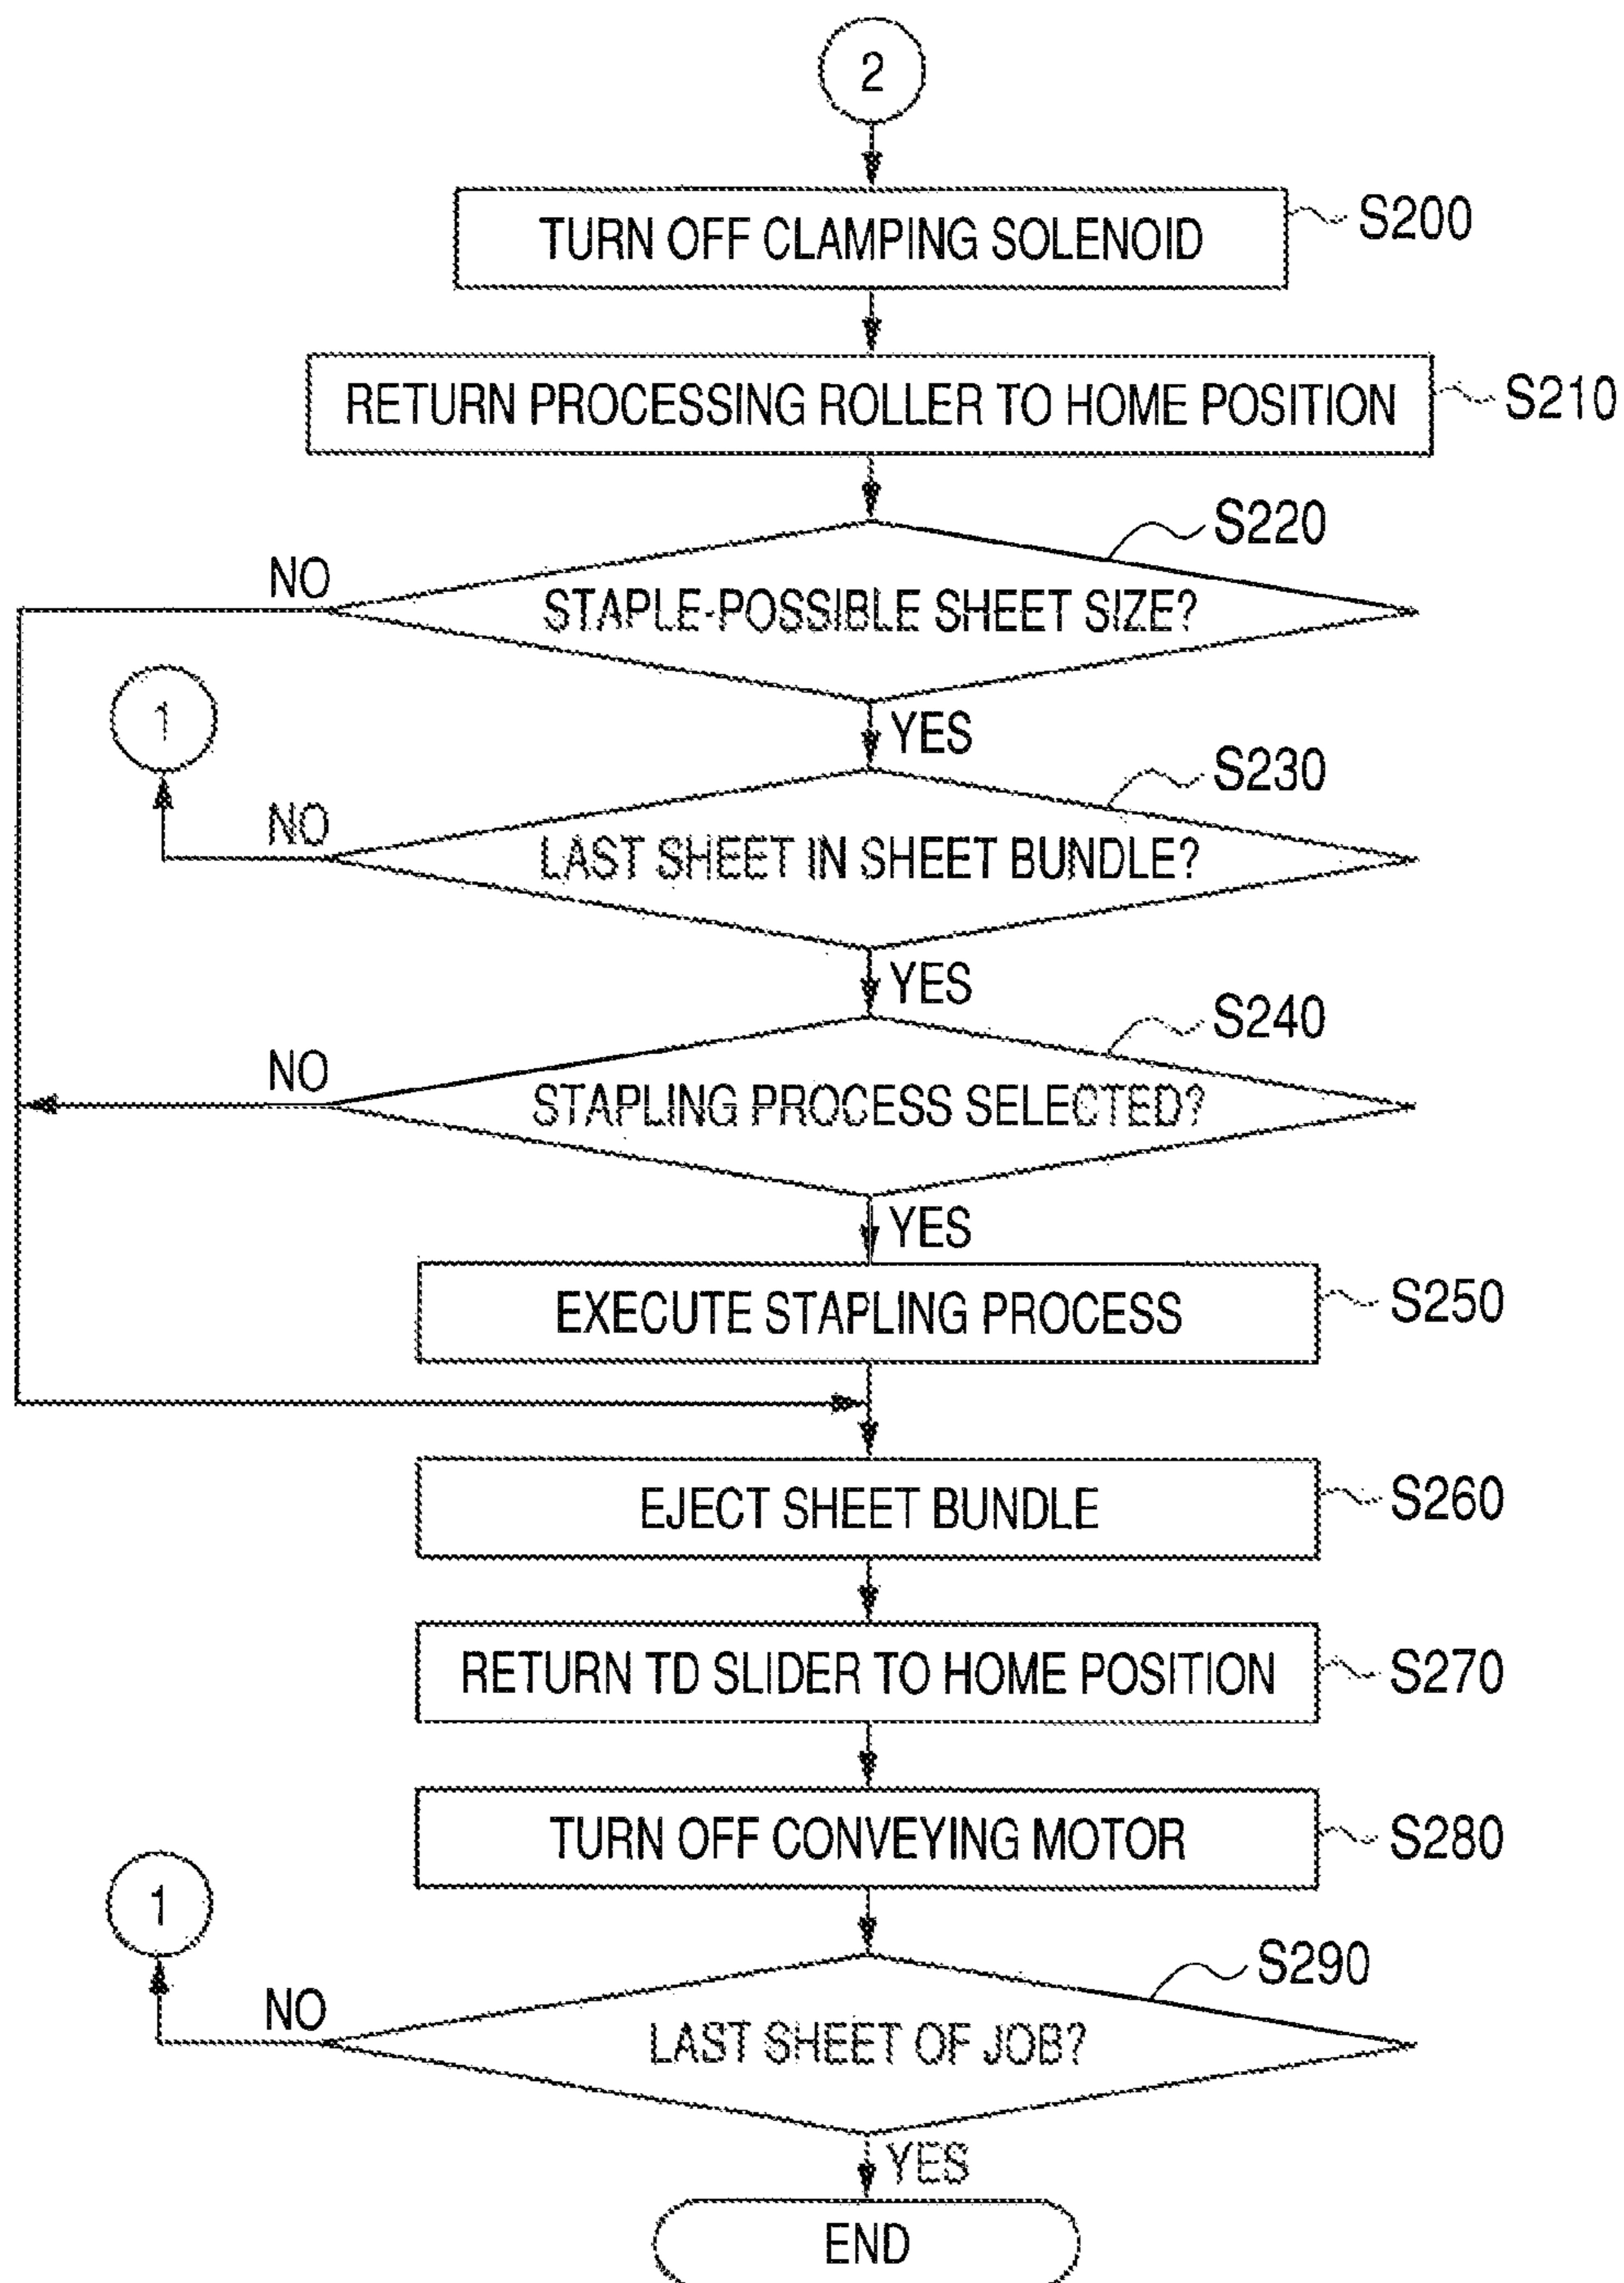 2
TURN OFF CLAMPING SOLENOID
S200
RETURN PROCESSING ROLLER TO HOME POSITION
S210
S220
NO
STAPLE-POSSIBLE SHEET SIZE?
1
YES
S230
NO
LAST SHEET IN SHEET BUNDLE?
YES
S240
NO
STAPLING PROCESS SELECTED?
YES
EXECUTE STAPLING PROCESS
S250
EJECT SHEET BUNDLE
S260
RETURN TD SLIDER TO HOME POSITION
S270
TURN OFF CONVEYING MOTOR
S280
1
S290
NO
LAST SHEET OF JOB?
YES
END